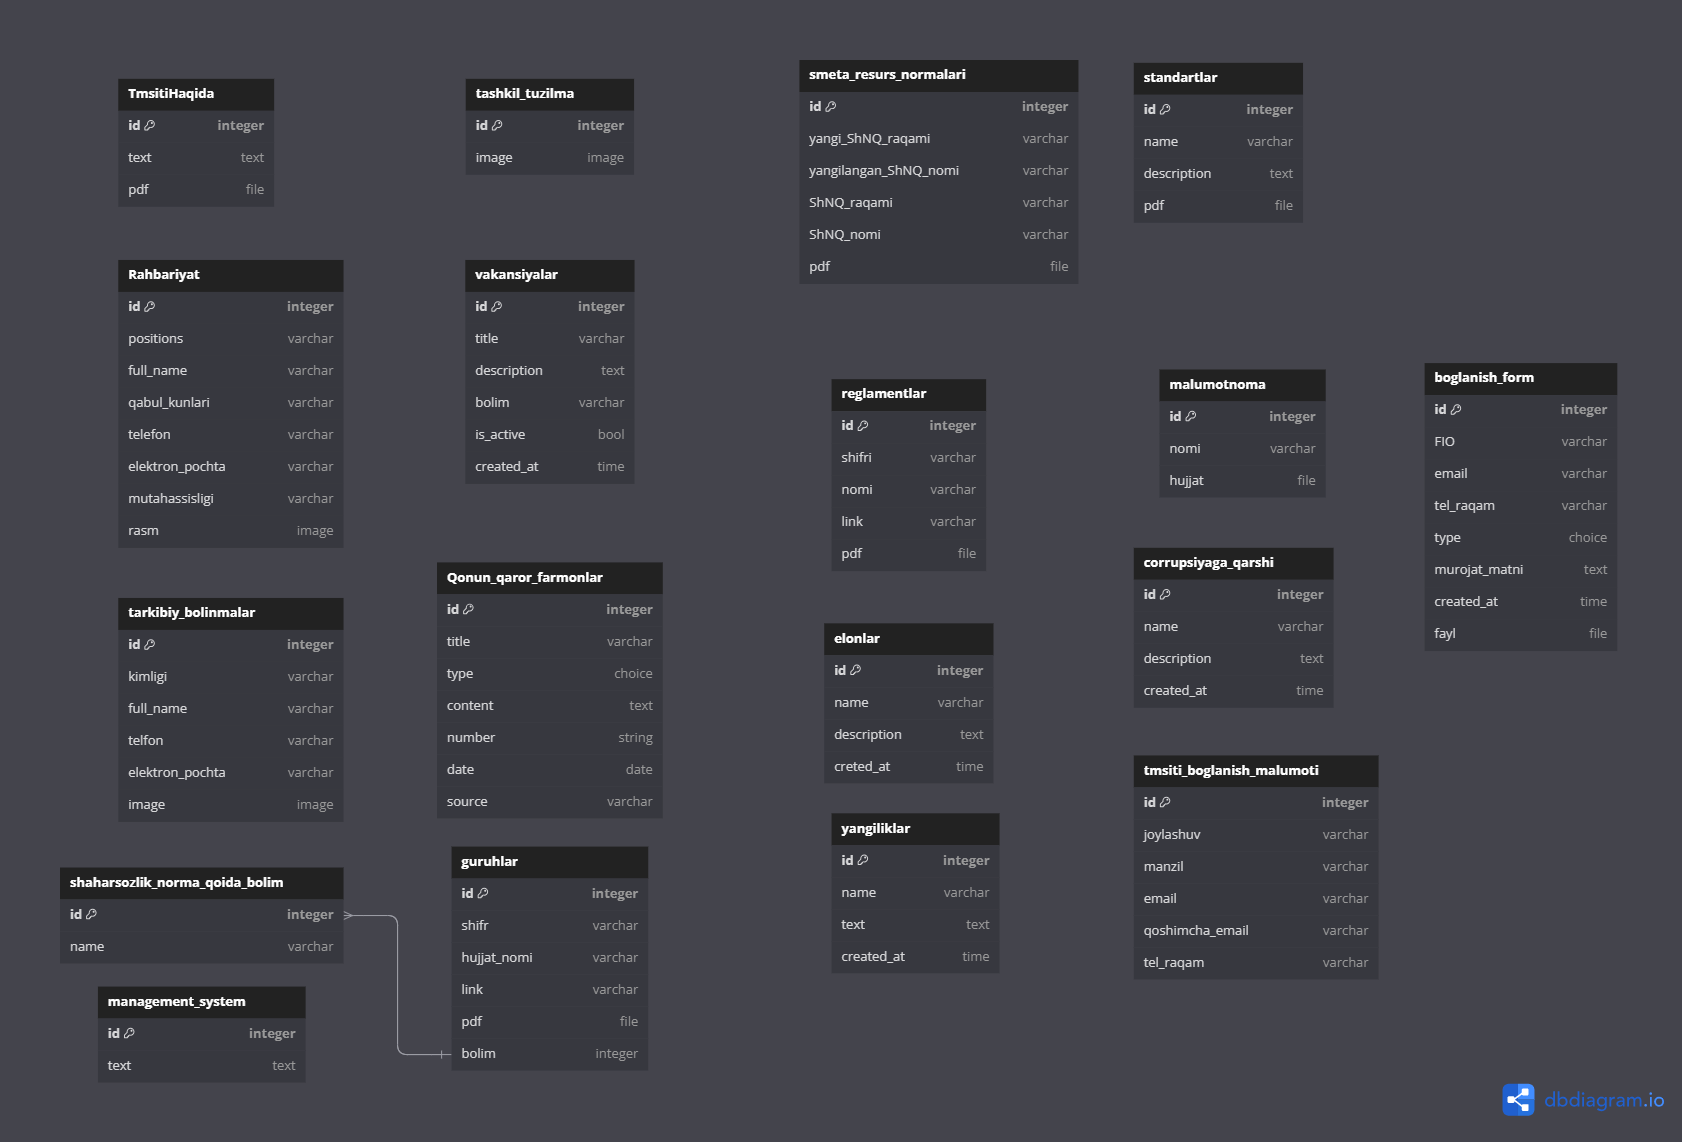 TmsitiHaqida
id integer
text text
pdf file
Rahbariyat
id integer
positions varchar
full_name varchar
qabul_kunlari varchar
telefon varchar
elektron_pochta varchar
mutahassisligi varchar
rasm image
tarkibiy_bolinmalar
id integer
kimligi varchar
full_name varchar
telfon varchar
elektron_pochta varchar
image image
shaharsozlik_norma_qoida_bolim
id integer
name varchar
management_system
id integer
text text
tashkil_tuzilma
id integer
image image
vakansiyalar
id integer
title varchar
description text
bolim varchar
is_active bool
created_at time
Qonun_qaror_farmonlar
id integer
title varchar
type choice
content text
number string
date date
source varchar
guruhlar
id integer
shifr varchar
hujjat_nomi varchar
link varchar
pdf file
bolim integer
smeta_resurs_normalari
id integer
yangi_ShNQ_raqami varchar
yangilangan_ShNQ_nomi varchar
ShNQ_raqami varchar
ShNQ_nomi varchar
pdf file
reglamentlar
id integer
shifri varchar
nomi varchar
link varchar
pdf file
elonlar
id integer
name varchar
description text
creted_at time
yangiliklar
id integer
name varchar
text text
created_at time
standartlar
id integer
name varchar
description text
pdf file
malumotnoma
id integer
nomi varchar
hujjat file
corrupsiyaga_qarshi
id integer
name varchar
description text
created_at time
tmsiti_boglanish_malumoti
id integer
joylashuv varchar
manzil varchar
email varchar
qoshimcha_email varchar
tel_raqam varchar
boglanish_form
id integer
FIO varchar
email varchar
tel_raqam varchar
type choice
murojat_matni text
created_at time
fayl file
dbdiagram.io